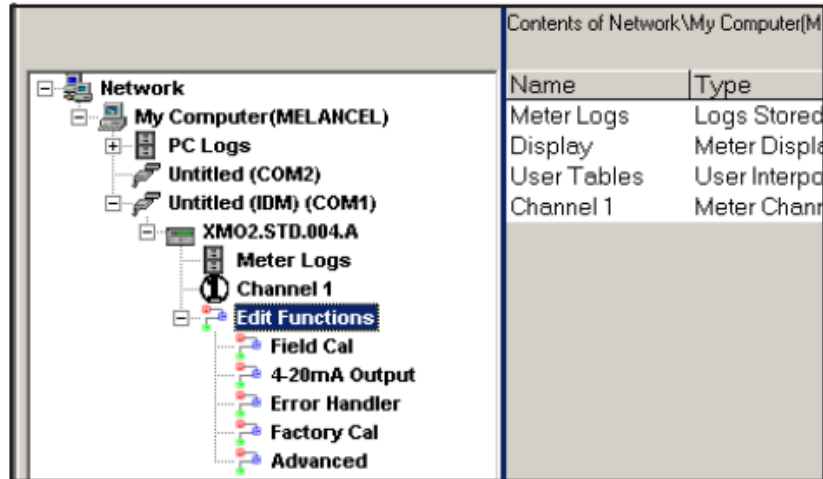 Contents of Network\My Computer(M
Name Type
Meter Logs Logs Stored
Display Meter Displa
User Tables User Interpo
Channel 1 Meter Chann
Network
My Computer(MELANCEL)
PC Logs
Untitled (COM2)
Untitled (IDM) (COM1)
XMO2.STD.004.A
Meter Logs
Channel 1
Edit Functions
Field Cal
4-20mA Output
Error Handler
Factory Cal
Advanced